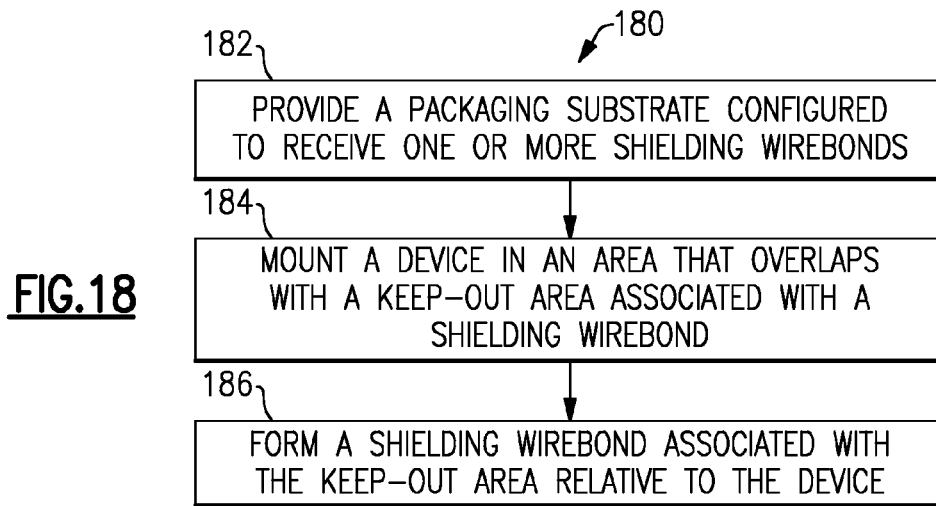 180
182
PROVIDE A PACKAGING SUBSTRATE CONFIGURED
TO RECEIVE ONE OR MORE SHIELDING WIREBONDS
184
MOUNT A DEVICE IN AN AREA THAT OVERLAPS
WITH A KEEP-OUT AREA ASSOCIATED WITH A
SHIELDING WIREBOND
FIG.18
186
FORM A SHIELDING WIREBOND ASSOCIATED WITH
THE KEEP-OUT AREA RELATIVE TO THE DEVICE